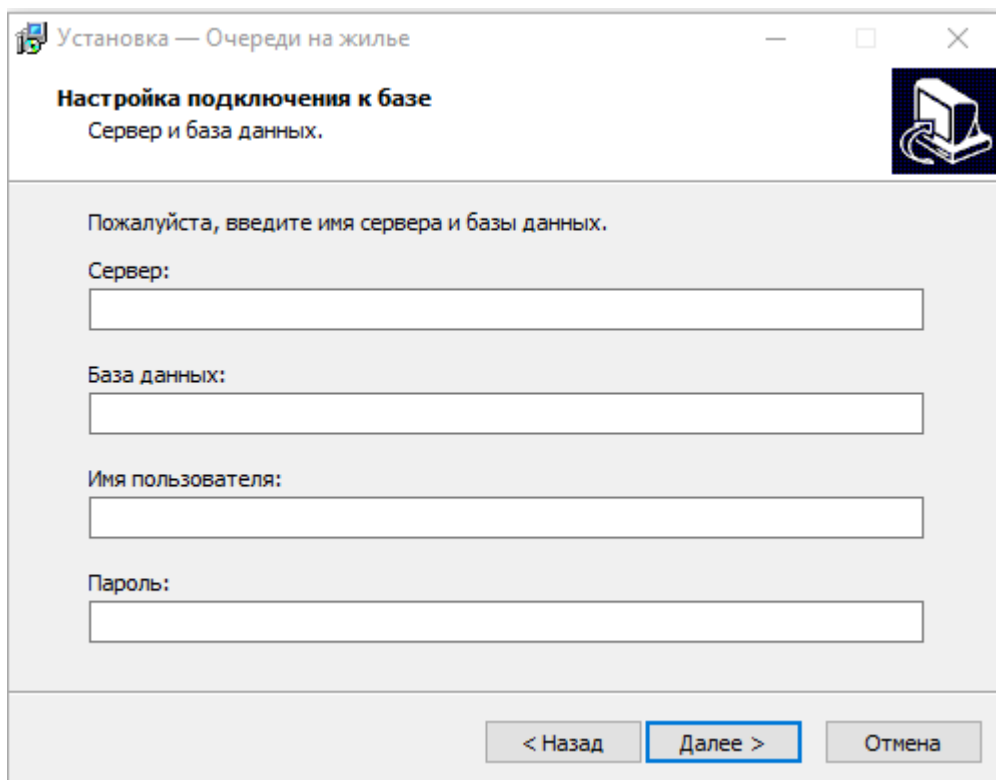 Установка — Очереди на жилье
Настройка подключения к базе
Сервер и база данных.
Пожалуйста, введите имя сервера и базы данных.
Сервер:
База данных:
Имя пользователя:
Пароль:
< Назад
Далее >
Отмена